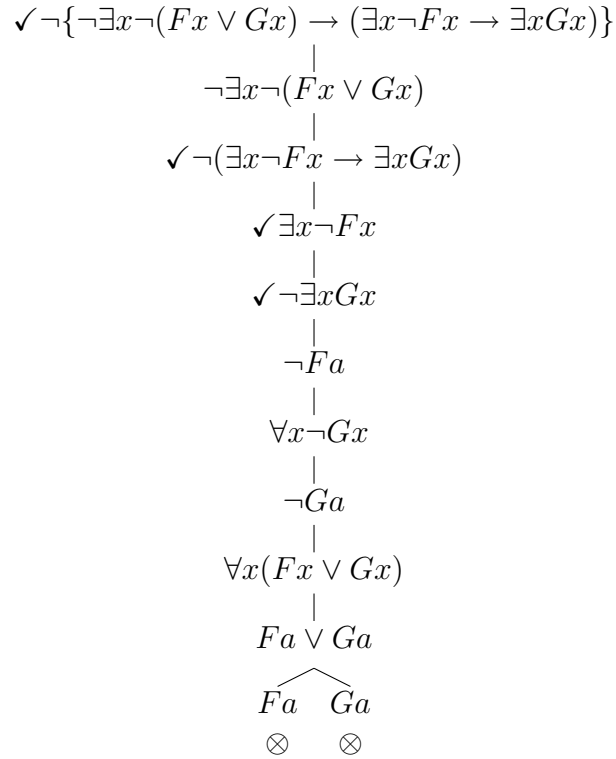 ✓¬{¬∃x¬(Fx ∨ Gx) → (∃x¬Fx → ∃xGx)}
¬∃x¬(Fx ∨ Gx)
✓¬(∃x¬Fx → ∃xGx)
✓∃x¬Fx
✓¬∃xGx
¬Fa
∀x¬Gx
¬Ga
∀x(Fx ∨ Gx)
Fa ∨ Ga
Fa Ga
⊗ ⊗